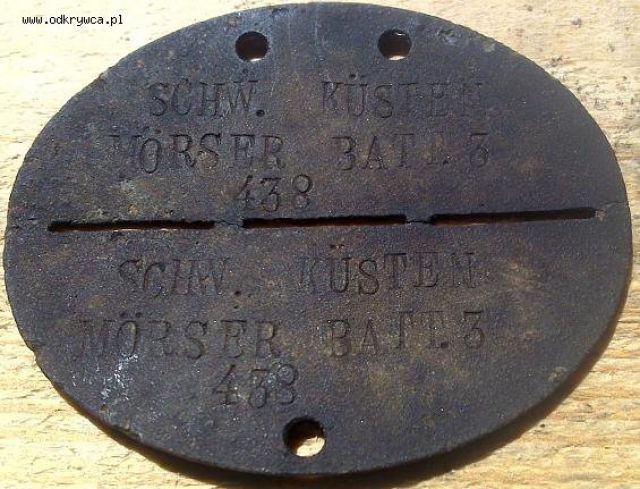 www.odkrywca.pl
SCHW. KÜSTEN
MÖRSER BATT. 3
438
SCHW. KÜSTEN
MÖRSER BATT. 3
438